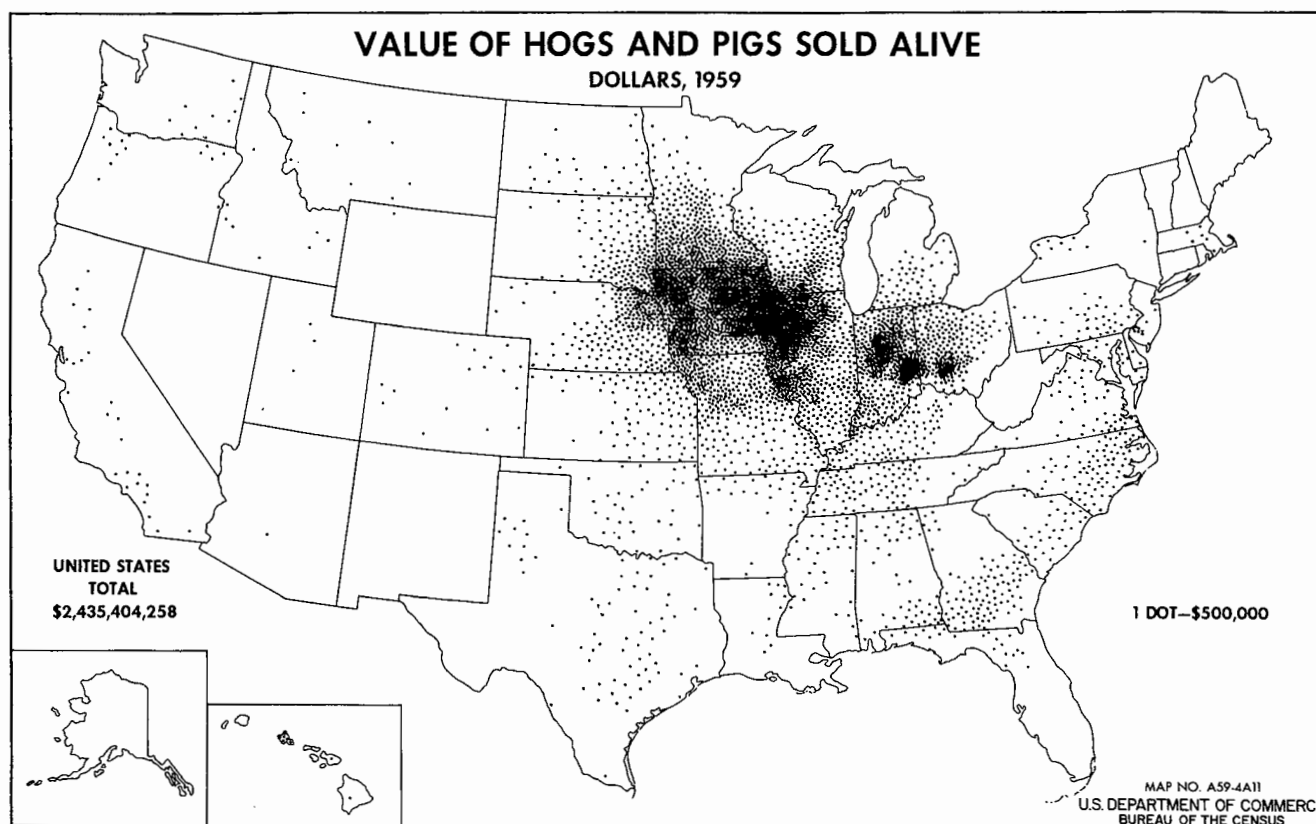 VALUE OF HOGS AND PIGS SOLD ALIVE
DOLLARS, 1959
UNITED STATES
TOTAL
$2,435,404,258
1 DOT—$500,000
MAP NO. A59-4A11
U.S. DEPARTMENT OF COMMERC
BUREAU OF THE CENSUS